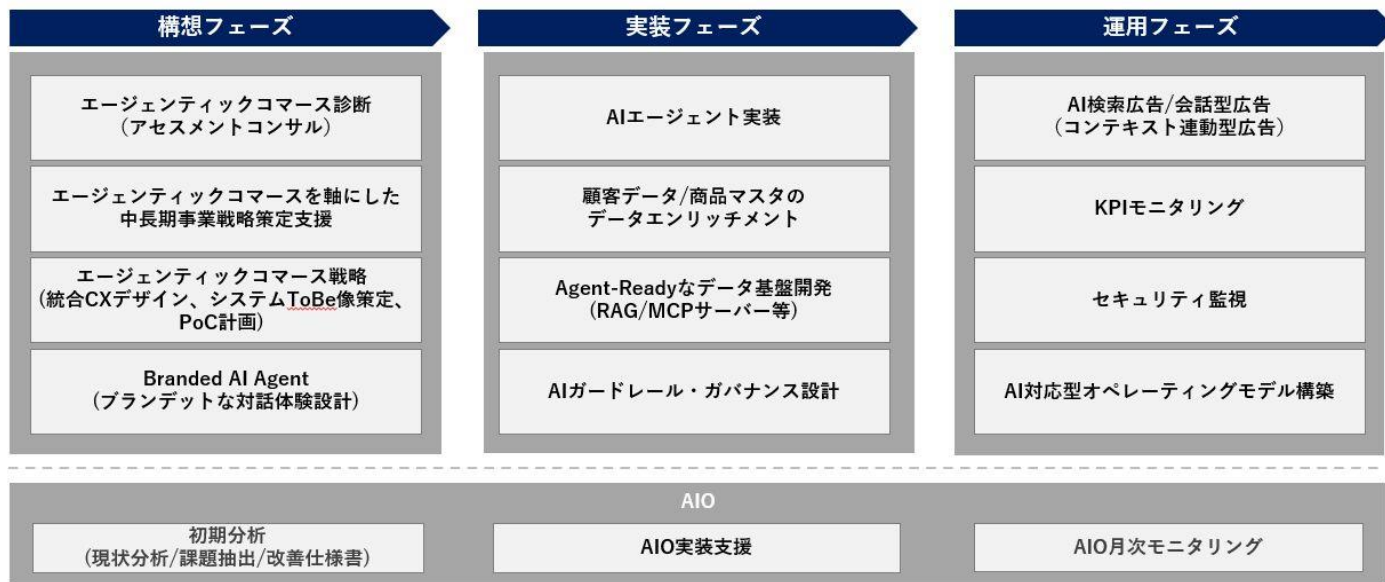 構想フェーズ
エージェンティックコマース診断
（アセスメントコンサル）
エージェンティックコマースを軸にした
中長期事業戦略策定支援
エージェンティックコマース戦略
(統合CXデザイン、システムToBe像策定、
PoC計画)
Branded AI Agent
(ブランデットな対話体験設計)
実装フェーズ
AIエージェント実装
顧客データ/商品マスタの
データエンリッチメント
Agent-Readyなデータ基盤開発
(RAG/MCPサーバー等)
AIガードレール・ガバナンス設計
運用フェーズ
AI検索広告/会話型広告
（コンテキスト連動型広告）
KPIモニタリング
セキュリティ監視
AI対応型オペレーティングモデル構築
AIO
初期分析
(現状分析/課題抽出/改善仕様書)
AIO実装支援
AIO月次モニタリング